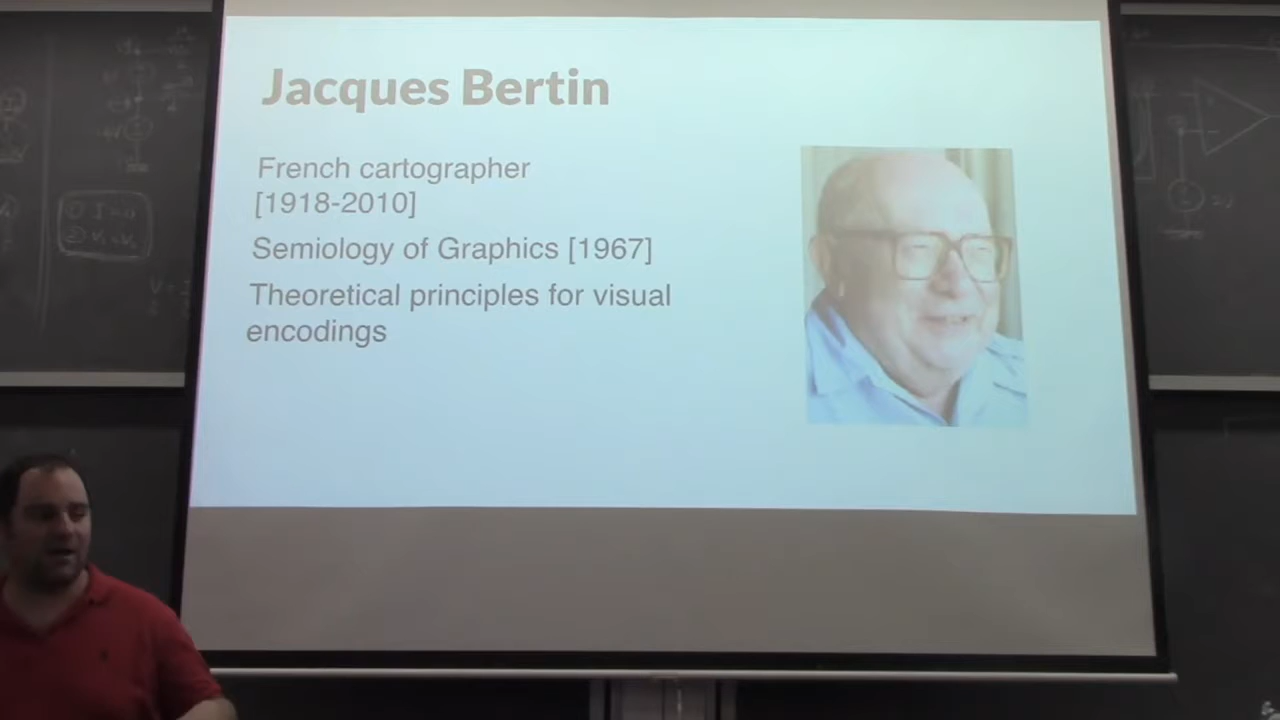 Jacques Bertin
French cartographer
[1918-2010]
Semiology of Graphics [1967]
Theoretical principles for visual
encodings